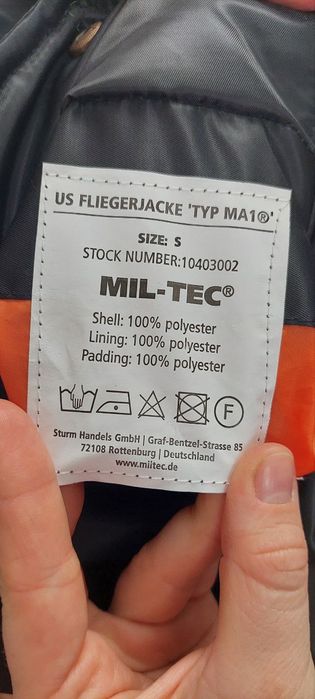 US FLIEGERJACKE 'TYP MA1®'
SIZE: S
STOCK NUMBER:10403002
MIL-TEC®
Shell: 100% polyester
Lining: 100% polyester
Padding: 100% polyester
F
Sturm Handels GmbH | Graf-Bentzel-Strasse 85
72108 Rottenburg | Deutschland
www.miltec.de